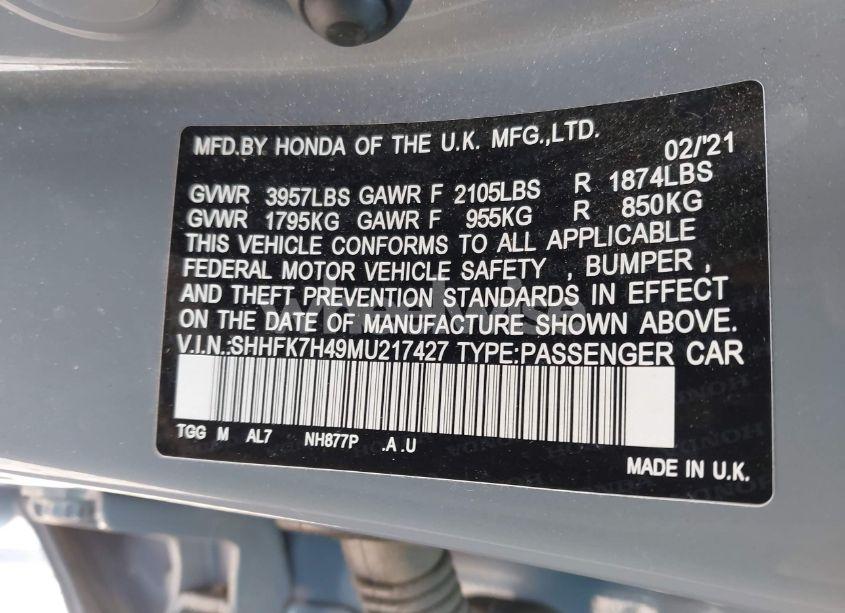 MFD.BY HONDA OF THE U.K. MFG.,LTD.
02/'21
GVWR 3957LBS GAWR F 2105LBS R 1874LBS
GVWR 1795KG GAWR F 955KG R 850KG
THIS VEHICLE CONFORMS TO ALL APPLICABLE
FEDERAL MOTOR VEHICLE SAFETY , BUMPER ,
AND THEFT PREVENTION STANDARDS IN EFFECT
ON THE DATE OF MANUFACTURE SHOWN ABOVE.
V.I.N.:SHHFK7H49MU217427 TYPE:PASSENGER CAR
TGG M AL7 NH877P .A .U
MADE IN U.K.